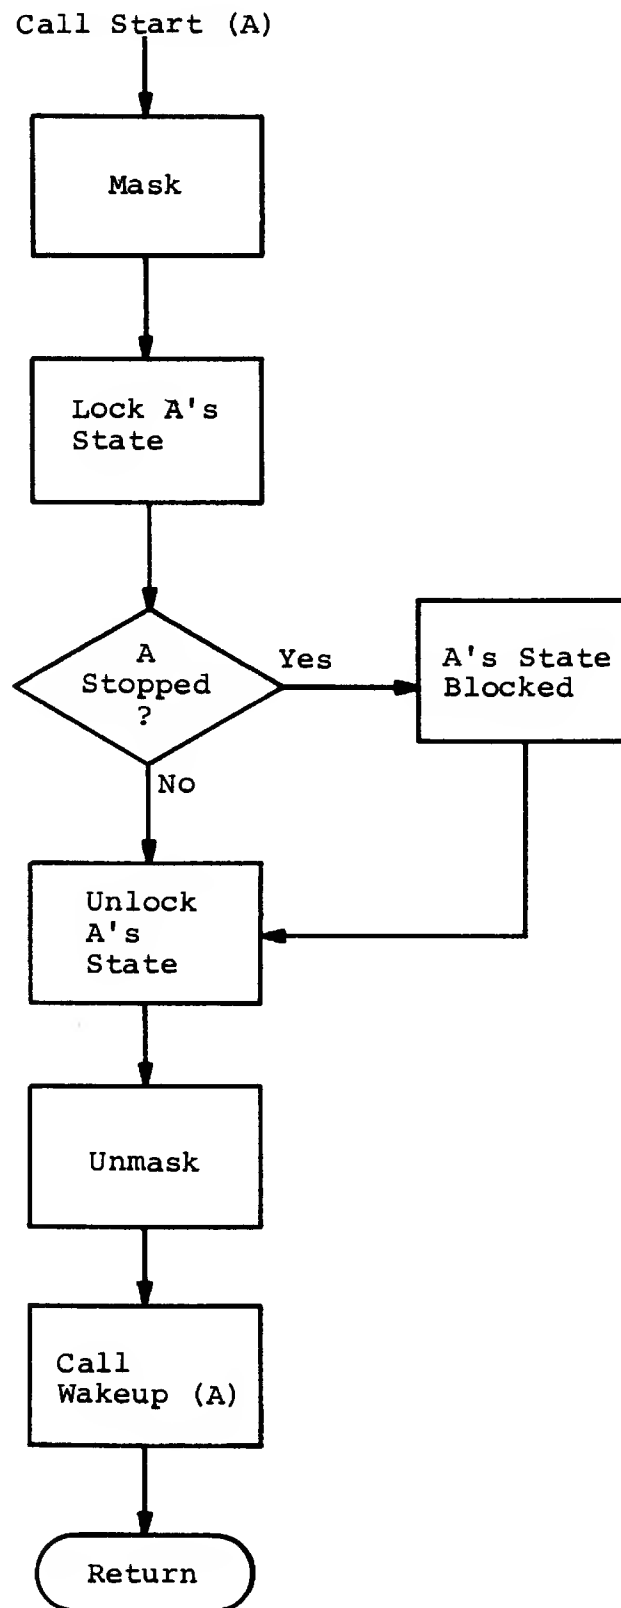 Call Start (A)
Mask
Lock A's
State
A
Stopped
?
Yes
A's State
Blocked
No
Unlock
A's
State
Unmask
Call
Wakeup (A)
Return